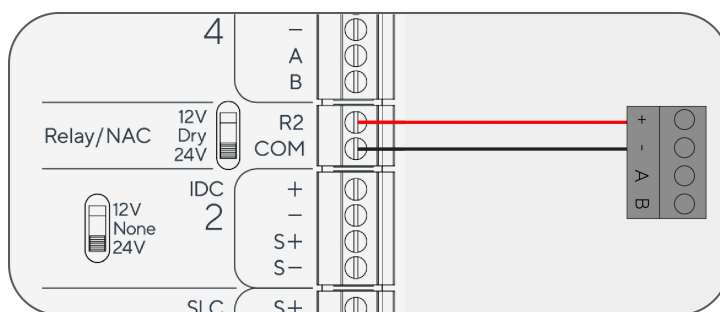 4
−
A
B
Relay/NAC
12V
Dry
24V
R2
COM
+
-
A
B
IDC
2
12V
None
24V
+
−
S+
S−
SLC
S+